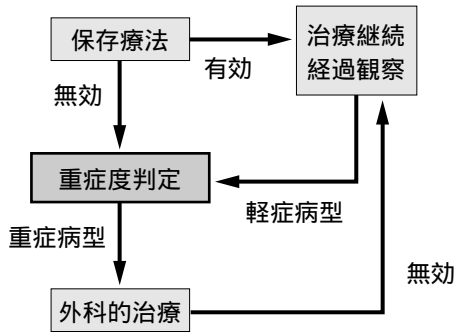 保存療法
治療継続
経過観察
有効
無効
重症度判定
軽症病型
重症病型
無効
外科的治療